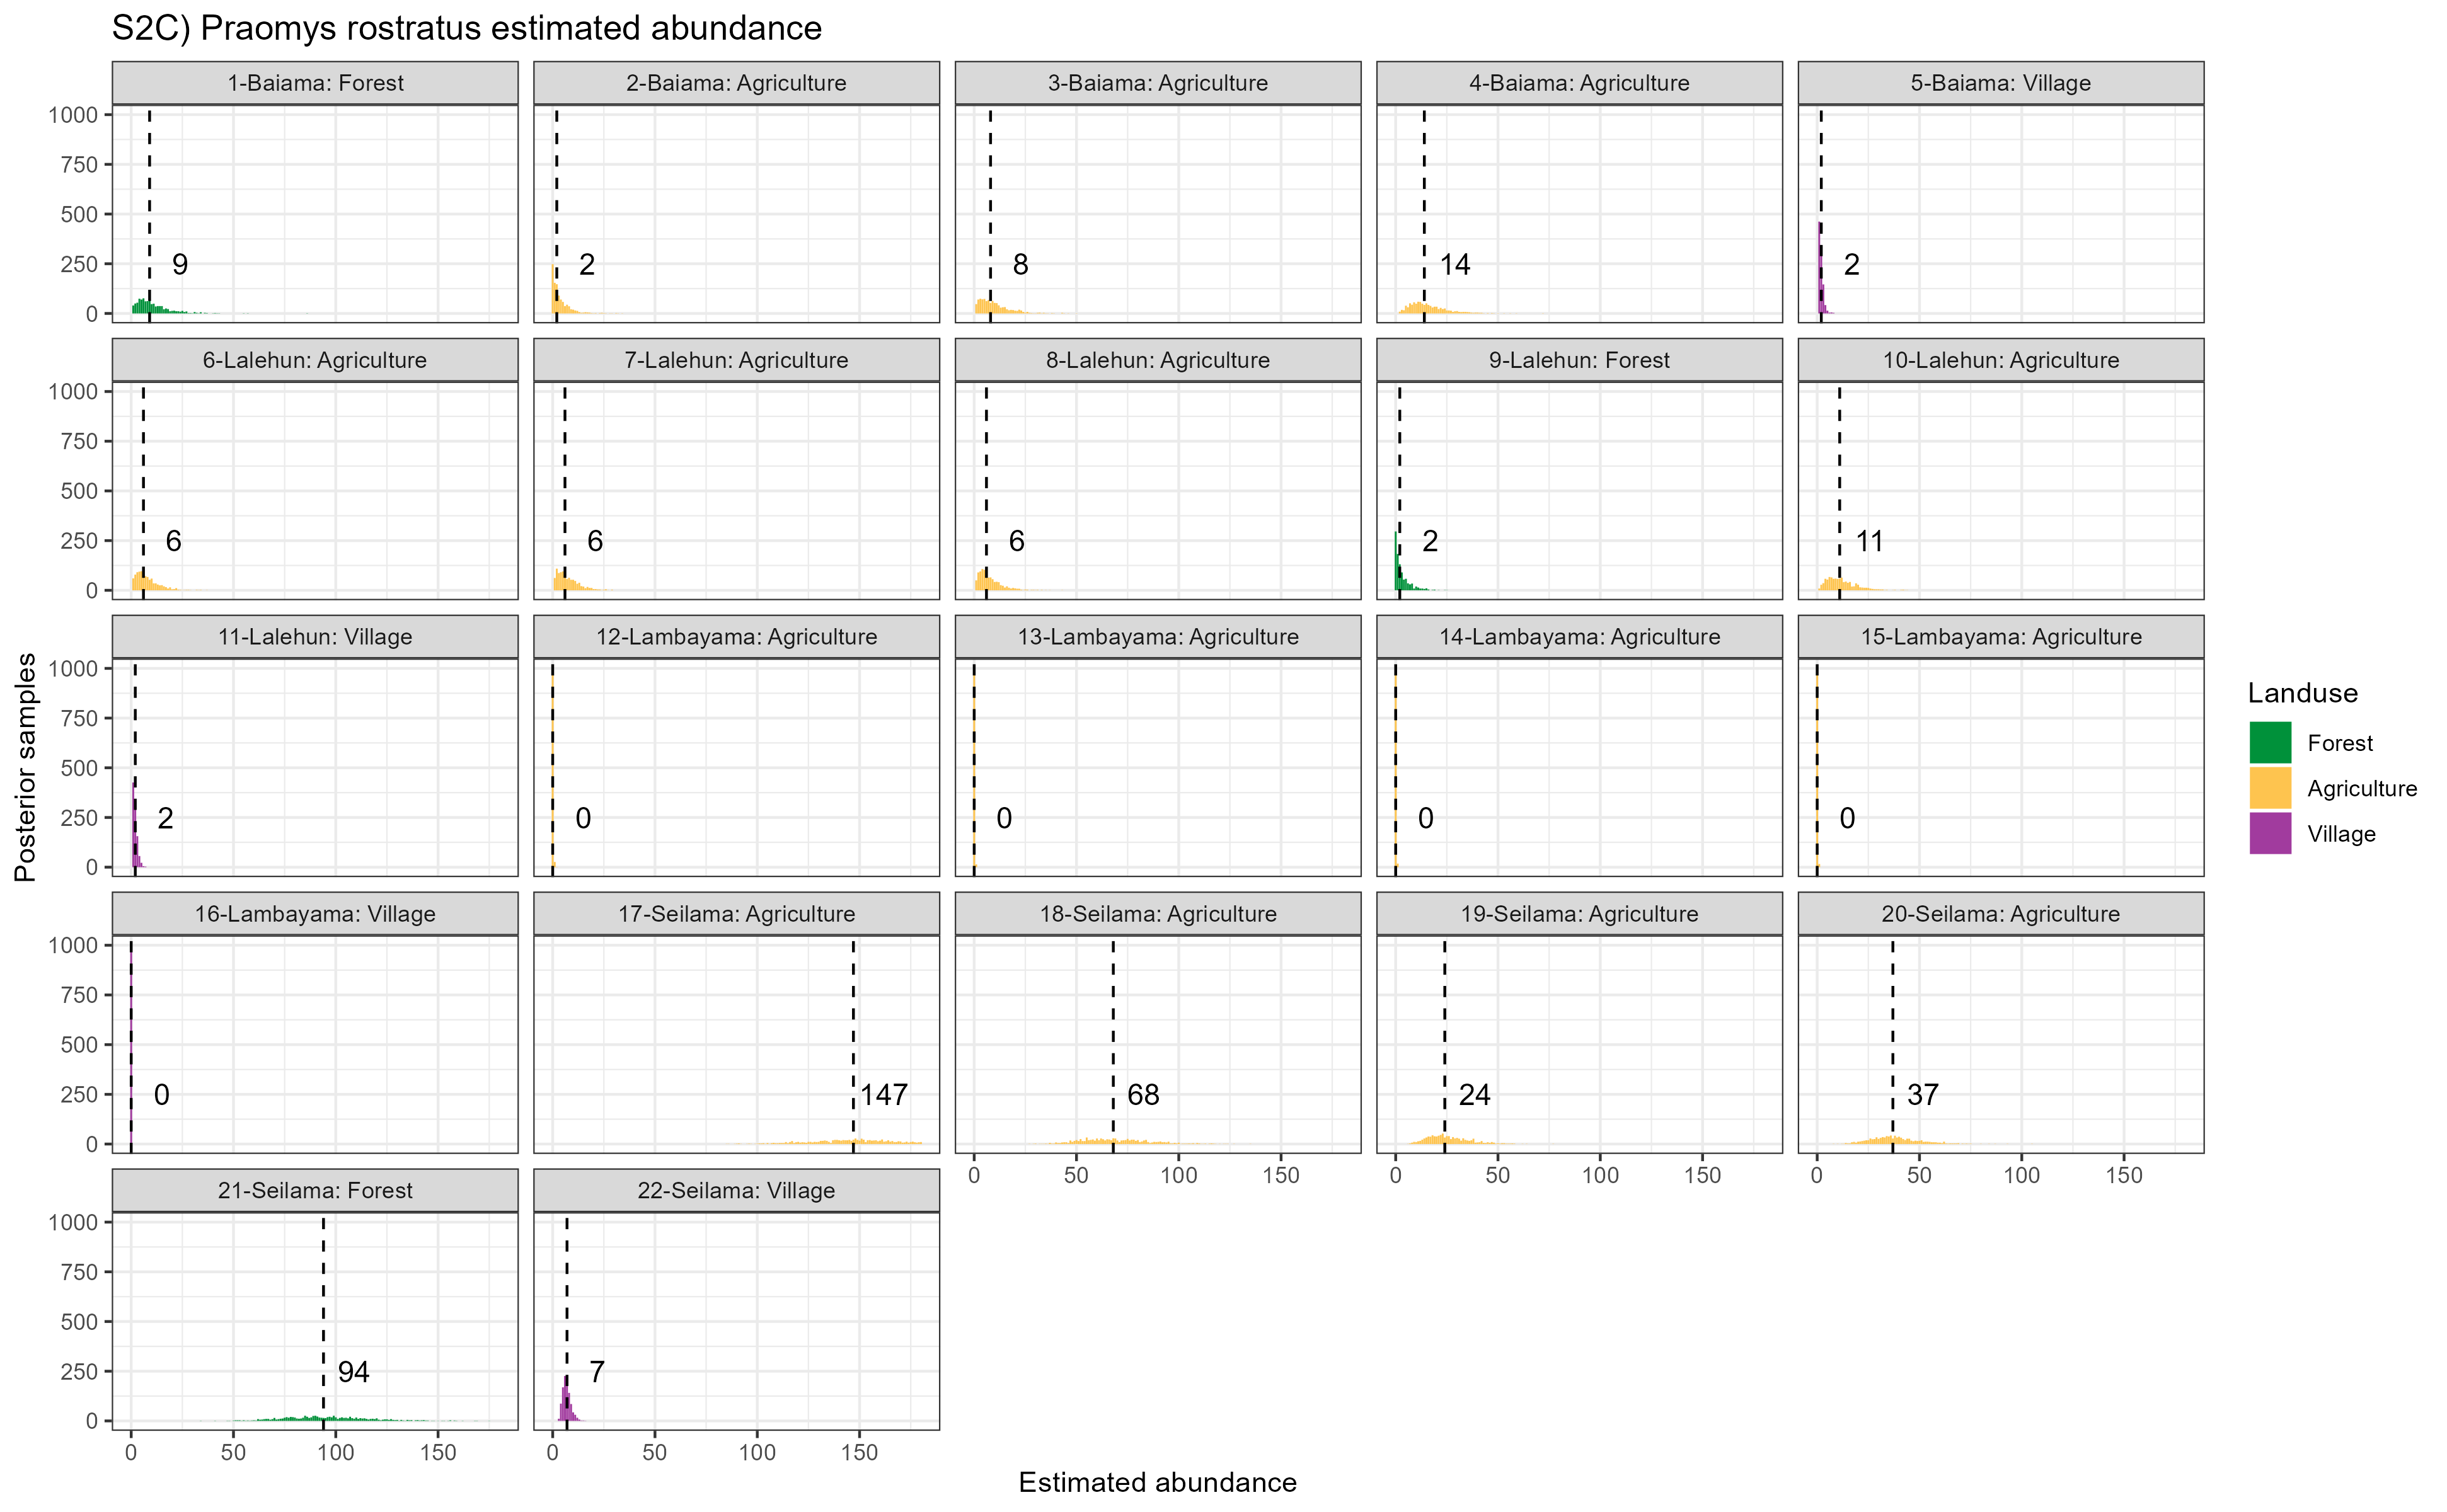 S2C) Praomys rostratus estimated abundance
1-Baiama: Forest
2-Baiama: Agriculture
3-Baiama: Agriculture
4-Baiama: Agriculture
5-Baiama: Village
1000
750
500
250
0
9
2
8
14
2
6-Lalehun: Agriculture
7-Lalehun: Agriculture
8-Lalehun: Agriculture
9-Lalehun: Forest
10-Lalehun: Agriculture
1000
750
500
250
0
6
6
6
2
11
11-Lalehun: Village
12-Lambayama: Agriculture
13-Lambayama: Agriculture
14-Lambayama: Agriculture
15-Lambayama: Agriculture
1000
750
500
250
0
2
0
0
0
0
16-Lambayama: Village
17-Seilama: Agriculture
18-Seilama: Agriculture
19-Seilama: Agriculture
20-Seilama: Agriculture
1000
750
500
250
0
0
147
68
24
37
0 50 100 150
0 50 100 150
0 50 100 150
21-Seilama: Forest
22-Seilama: Village
1000
750
500
250
0
94
7
0 50 100 150
0 50 100 150
Estimated abundance
Posterior samples
Landuse
Forest
Agriculture
Village